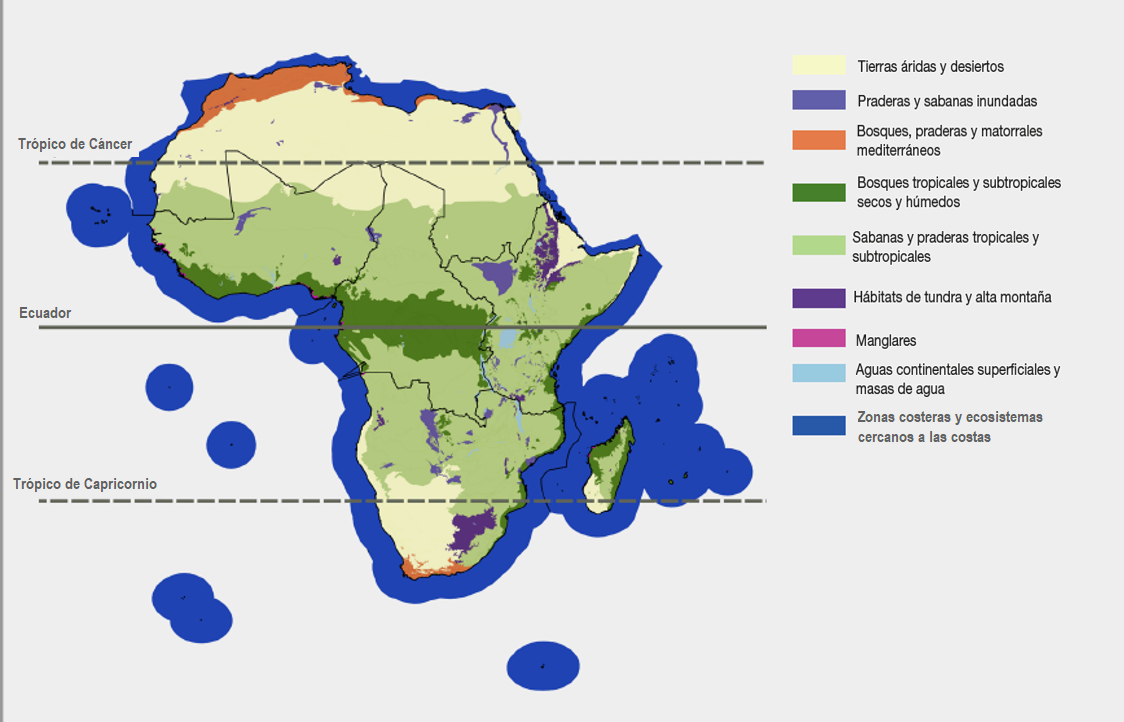 Trópico de Cáncer
Ecuador
Trópico de Capricornio
Tierras áridas y desiertos
Praderas y sabanas inundadas
Bosques, praderas y matorrales
mediterráneos
Bosques tropicales y subtropicales
secos y húmedos
Sabanas y praderas tropicales y
subtropicales
Hábitats de tundra y alta montaña
Manglares
Aguas continentales superficiales y
masas de agua
Zonas costeras y ecosistemas
cercanos a las costas